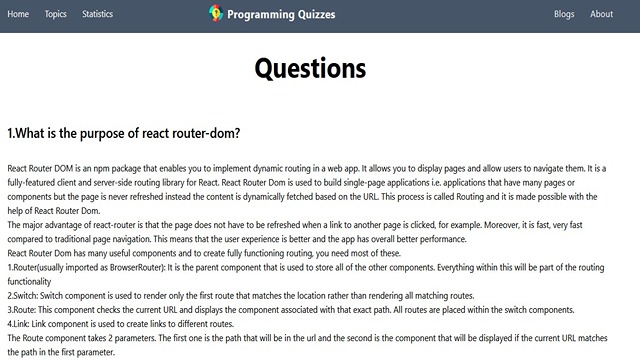 Home Topics Statistics Programming Quizzes Blogs About
Questions
1.What is the purpose of react router-dom?
React Router DOM is an npm package that enables you to implement dynamic routing in a web app. It allows you to display pages and allow users to navigate them. It is a
fully-featured client and server-side routing library for React. React Router Dom is used to build single-page applications i.e. applications that have many pages or
components but the page is never refreshed instead the content is dynamically fetched based on the URL. This process is called Routing and it is made possible with the
help of React Router Dom.
The major advantage of react-router is that the page does not have to be refreshed when a link to another page is clicked, for example. Moreover, it is fast, very fast
compared to traditional page navigation. This means that the user experience is better and the app has overall better performance.
React Router Dom has many useful components and to create fully functioning routing, you need most of these.
1.Router(usually imported as BrowserRouter): It is the parent component that is used to store all of the other components. Everything within this will be part of the routing
functionality
2.Switch: Switch component is used to render only the first route that matches the location rather than rendering all matching routes.
3.Route: This component checks the current URL and displays the component associated with that exact path. All routes are placed within the switch components.
4.Link: Link component is used to create links to different routes.
The Route component takes 2 parameters. The first one is the path that will be in the url and the second is the component that will be displayed if the current URL matches
the path in the first parameter.